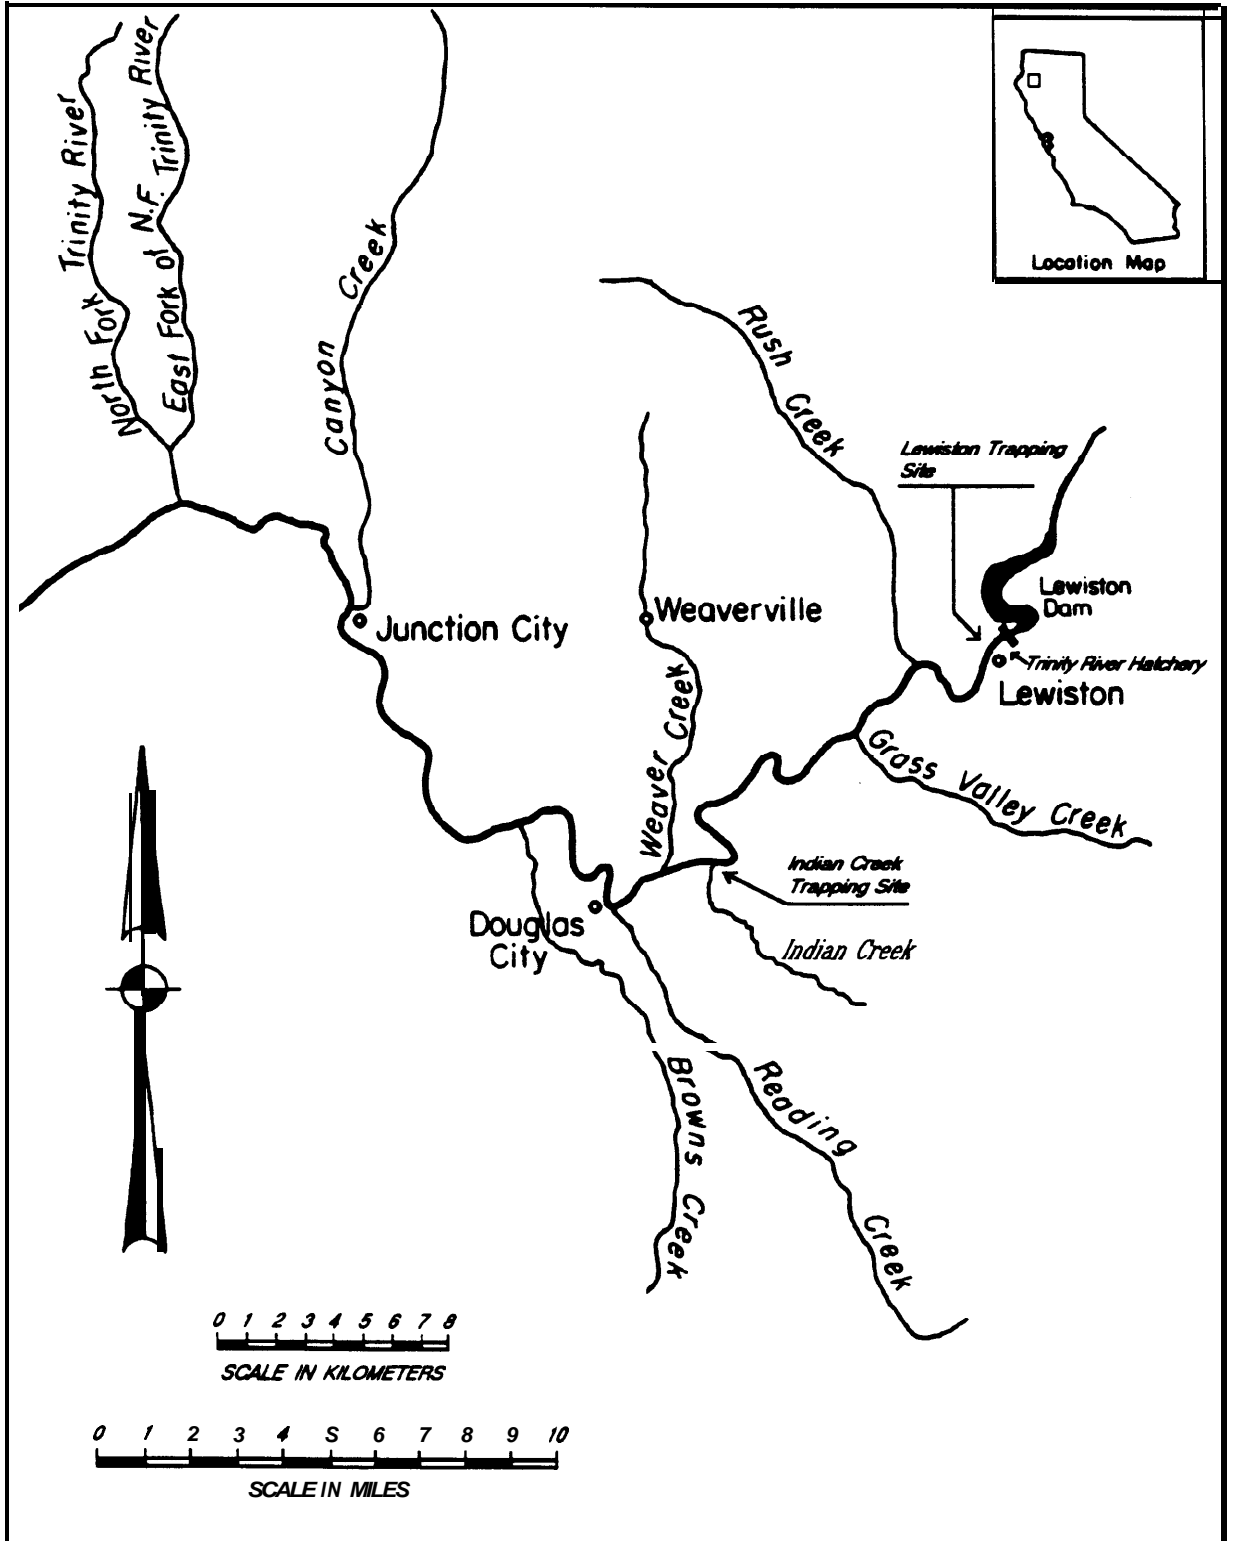 North Fork Trinity River
East Fork of N.F. Trinity River
Canyon Creek
Location Map
Rush Creek
Lewiston Trapping
Site
Lewiston
Dam
Trinity River Hatchery
Lewiston
Junction City
Weaverville
Weaver Creek
Grass Valley Creek
Indian Creek
Trapping Site
Indian Creek
Douglas
City
Browns Creek
Reading Creek
0 1 2 3 4 5 6 7 8
SCALE IN KILOMETERS
0 1 2 3 4 S 6 7 8 9 10
SCALE IN MILES